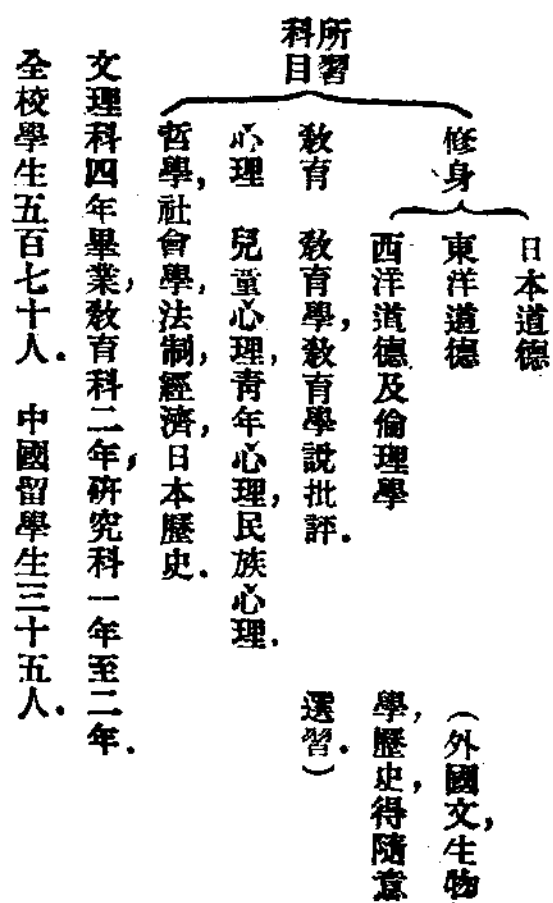 所習
科目
修身
日本道德
東洋道德
西洋道德及倫理學
教育　教育學，教育學說批評．
心理　兒童心理，青年心理，民族心理．
哲學，社會學，法制，經濟，日本歷史．
（外國文，生物
學，歷史得隨意
選習．）
文理科四年畢業，教育科二年，研究科一年至二年．
全校學生五百七十人．　中國留學生三十五人．